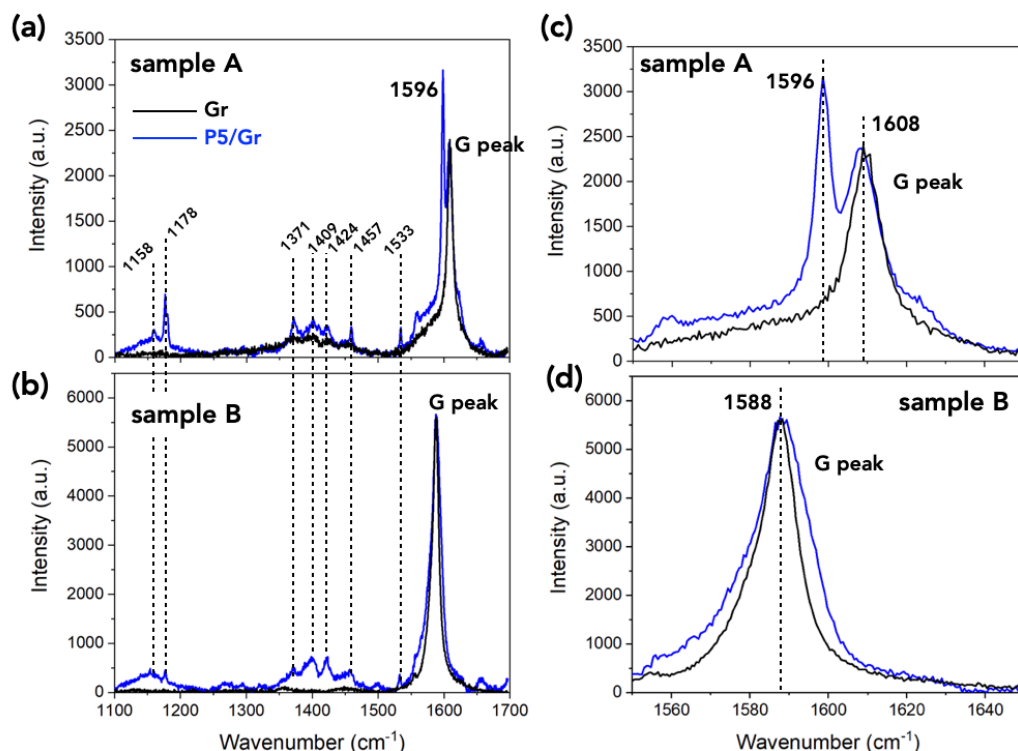 (a)
3500
3000
2500
2000
1500
1000
500
0
Intensity (a.u.)
sample A
Gr
P5/Gr
1596
G peak
1158
1178
1371
1409
1424
1457
1533
(b)
6000
5000
4000
3000
2000
1000
0
Intensity (a.u.)
sample B
G peak
1100 1200 1300 1400 1500 1600 1700
Wavenumber (cm⁻¹)
(c)
3500
3000
2500
2000
1500
1000
500
0
Intensity (a.u.)
sample A
1596
1608
G peak
(d)
6000
5000
4000
3000
2000
1000
0
Intensity (a.u.)
1588
sample B
G peak
1560 1580 1600 1620 1640
Wavenumber (cm⁻¹)